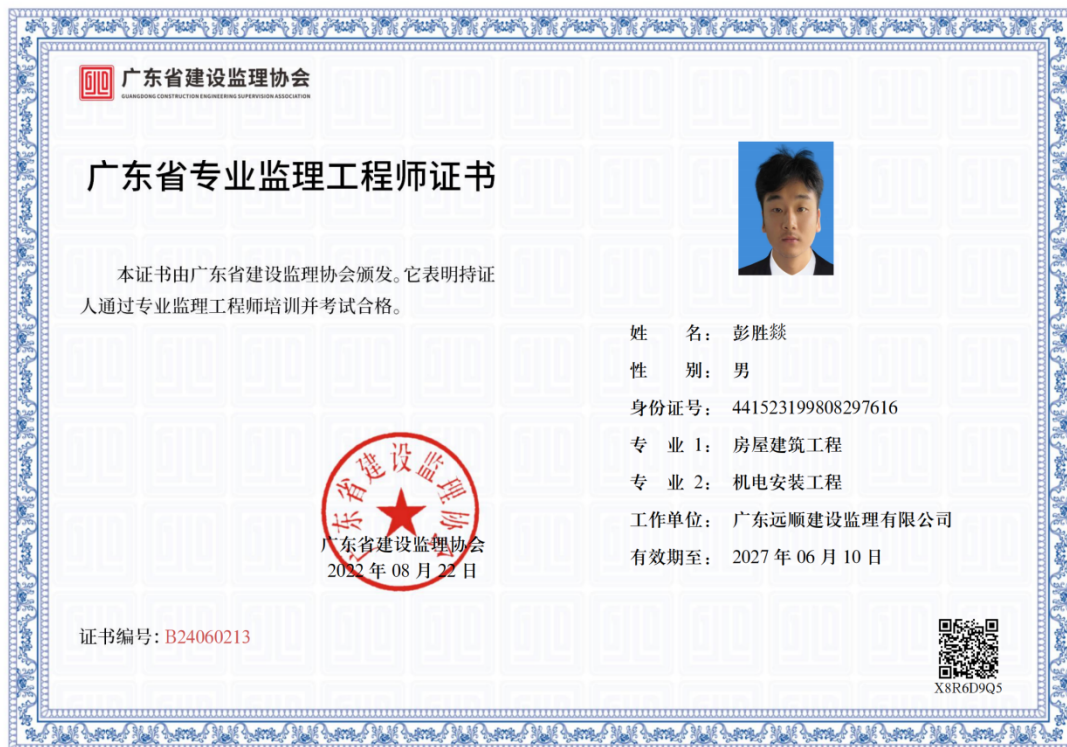 广东省建设监理协会
GUANGDONG CONSTRUCTION ENGINEERING SUPERVISION ASSOCIATION
广东省专业监理工程师证书
本证书由广东省建设监理协会颁发。它表明持证
人通过专业监理工程师培训并考试合格。
姓 名: 彭胜燚
性 别: 男
身份证号: 441523199808297616
专 业 1: 房屋建筑工程
专 业 2: 机电安装工程
工作单位: 广东远顺建设监理有限公司
有效期至: 2027 年 06 月 10 日
广东省建设监理协会
广东省建设监理协会
2022 年 08 月 22 日
证书编号: B24060213
X8R6D9Q5